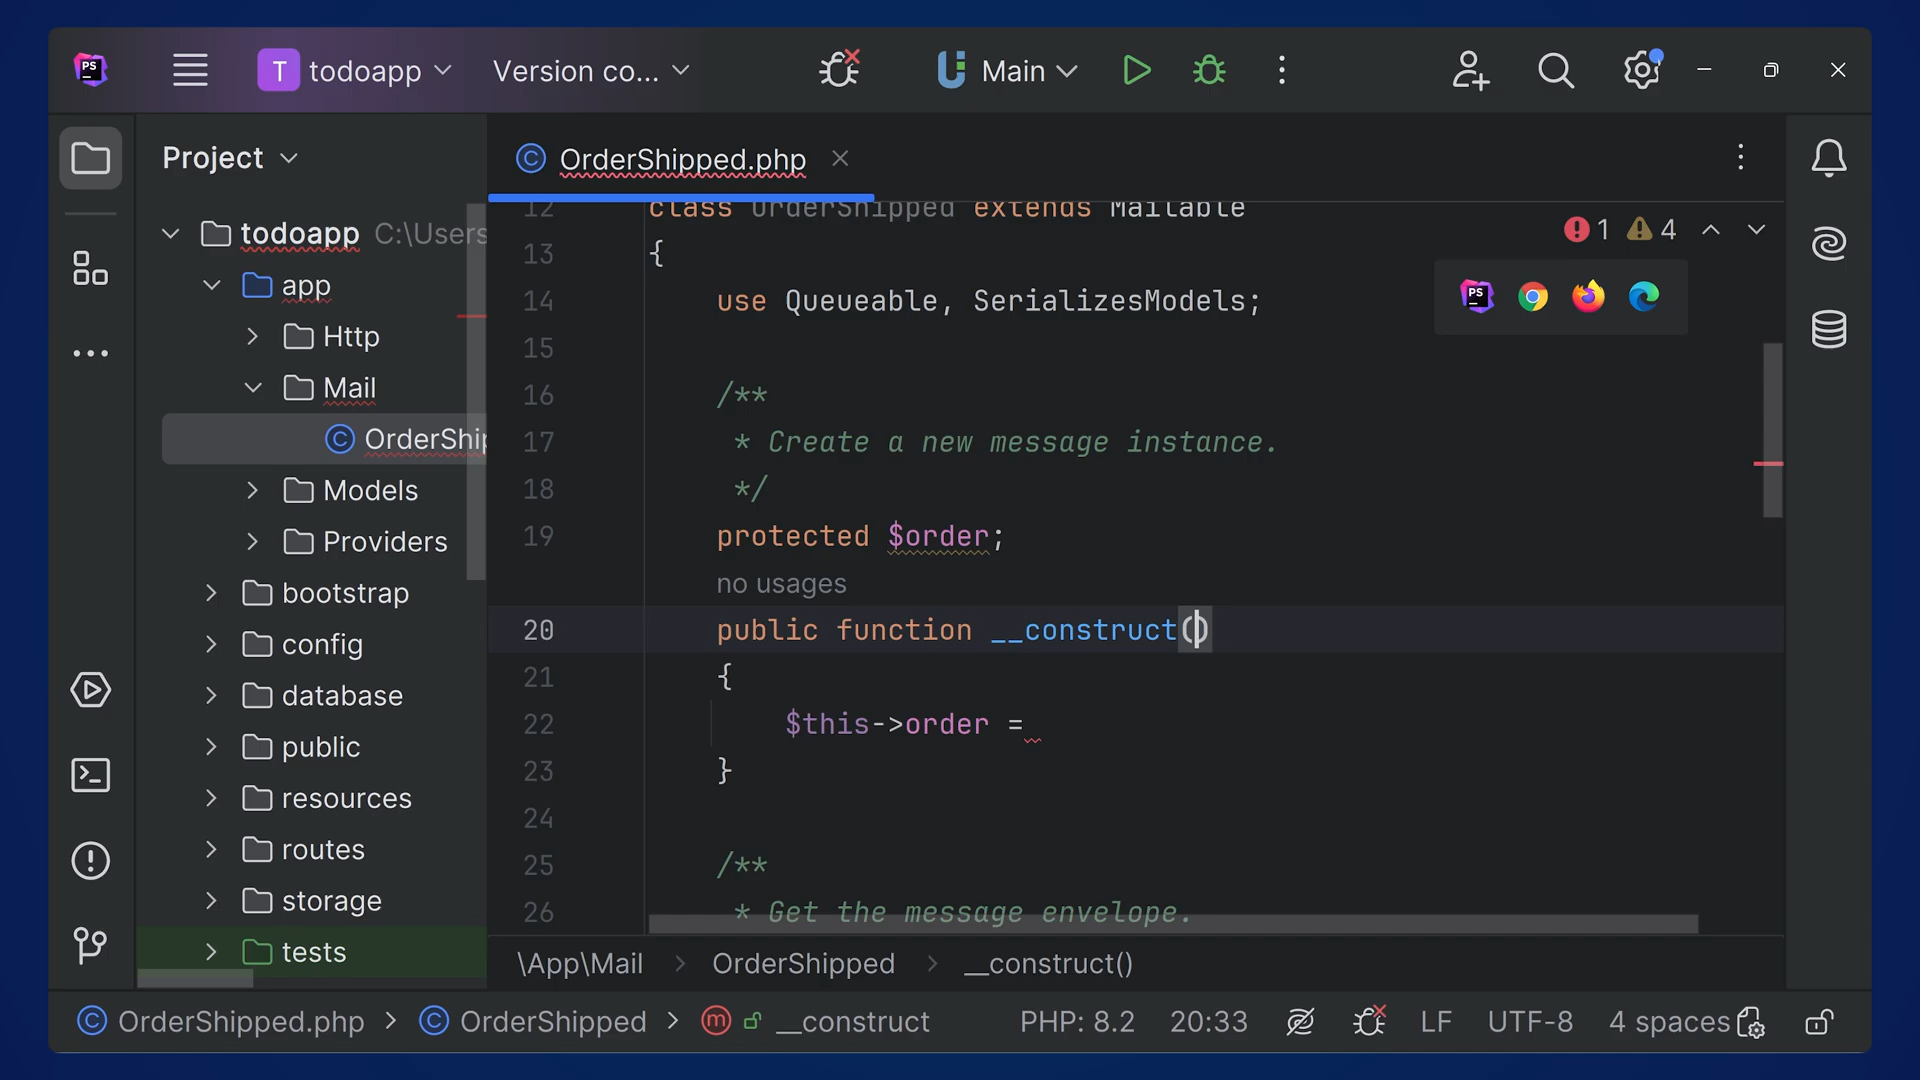 PS
T todoapp
Version co...
Main
Project
todoapp C:\Users
app
Http
Mail
OrderShip
Models
Providers
bootstrap
config
database
public
resources
routes
storage
tests
OrderShipped.php
1 4
PS
12 class OrderShipped extends Mailable
13 {
14 use Queueable, SerializesModels;
15
16 /**
17 * Create a new message instance.
18 */
19 protected $order;
no usages
20 public function __construct()
21 {
22 $this->order =
23 }
24
25 /**
26 * Get the message envelope.
\App\Mail > OrderShipped > __construct()
C OrderShipped.php > C OrderShipped > m __construct
PHP: 8.2 20:33 LF UTF-8 4 spaces